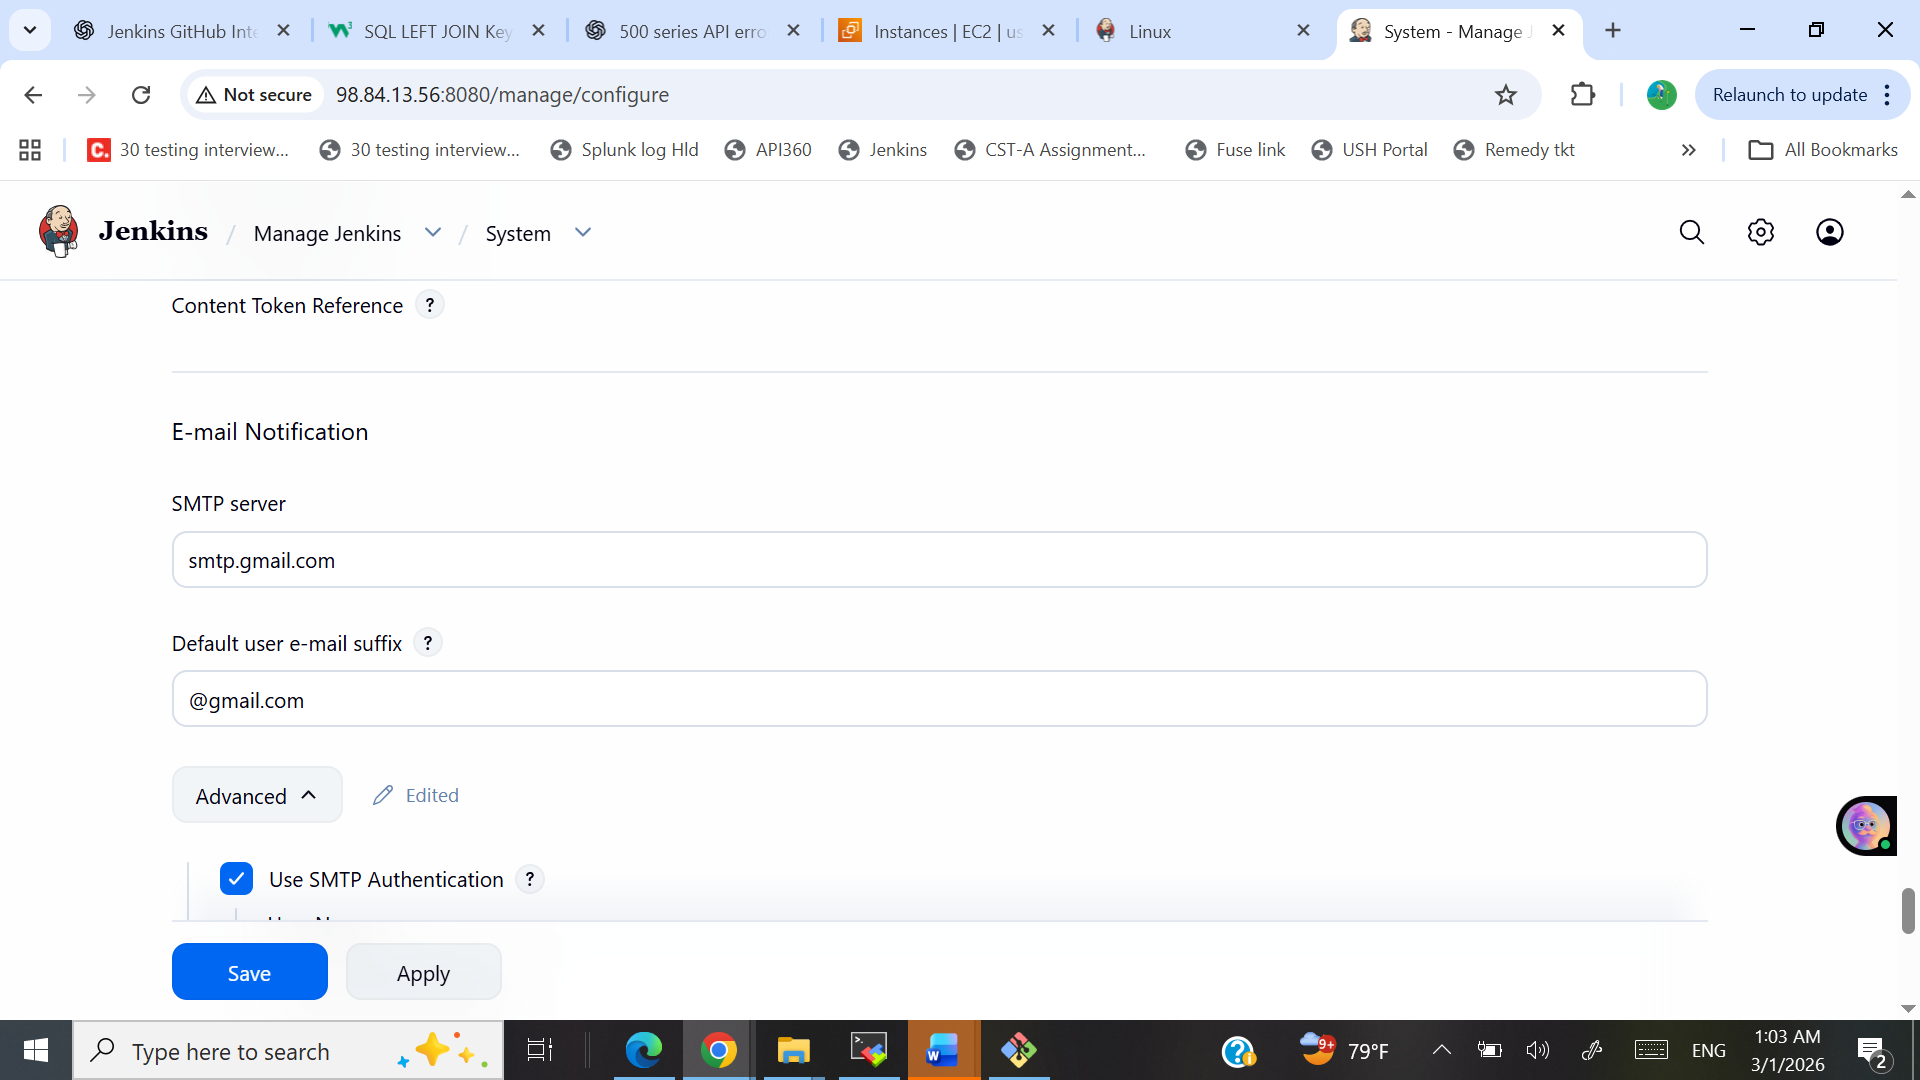 Jenkins GitHub Inte
SQL LEFT JOIN Key
500 series API erro
Instances | EC2 | us
Linux
System - Manage J
Not secure
98.84.13.56:8080/manage/configure
Relaunch to update
C. 30 testing interview...
30 testing interview...
Splunk log Hld
API360
Jenkins
CST-A Assignment...
Fuse link
USH Portal
Remedy tkt
»
All Bookmarks
Jenkins / Manage Jenkins / System
Content Token Reference ?
E-mail Notification
SMTP server
smtp.gmail.com
Default user e-mail suffix ?
@gmail.com
Advanced
Edited
Use SMTP Authentication ?
Save
Apply
Type here to search
9+
79°F
ENG
1:03 AM
3/1/2026
2